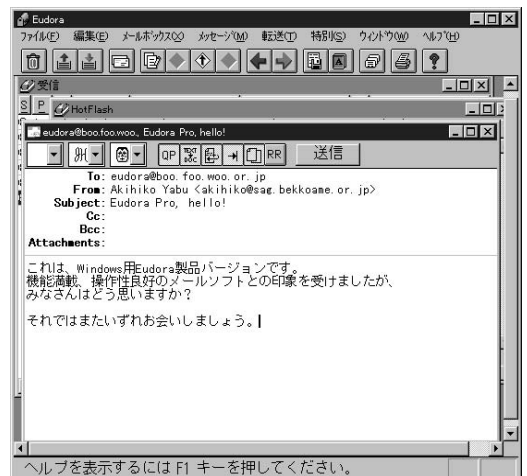 Eudora
ファイル(F) 編集(E) メールボックス(X) メッセージ(M) 転送(T) 特別(S) ウィンドウ(W) ヘルプ(H)
受信
S P HotFlash
eudora@boo.foo.woo., Eudora Pro, hello!
QP TEXT DOC RR 送信
To: eudora@boo.foo.woo.or.jp
From: Akihiko Yabu <akihiko@sag.bekkoame.or.jp>
Subject: Eudora Pro, hello!
Cc:
Bcc:
Attachments:
これは、Windows用Eudora製品バージョンです。
機能満載、操作性良好のメールソフトとの印象を受けましたが、
みなさんはどう思いますか？
それではまたいずれお会いしましょう。
ヘルプを表示するには F1 キーを押してください。